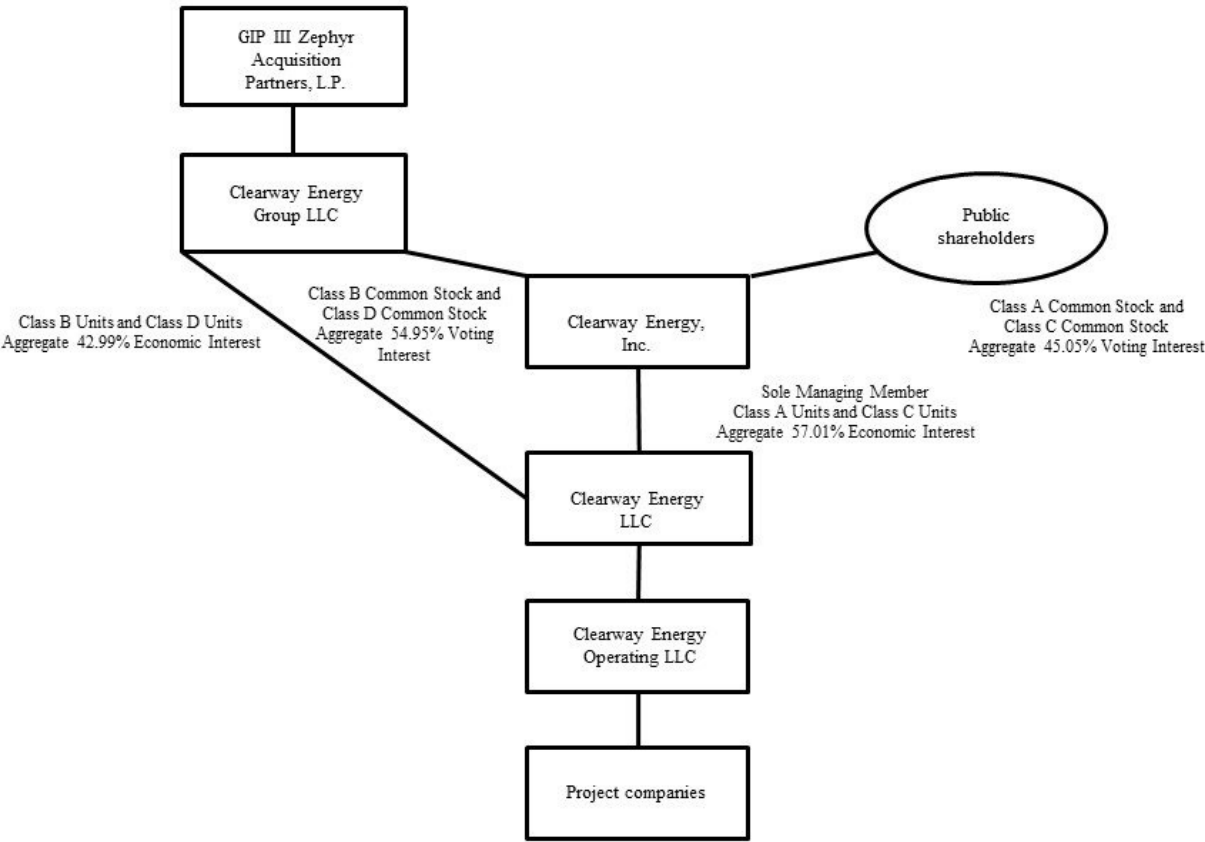 GIP III Zephyr
Acquisition
Partners, L.P.
Clearway Energy
Group LLC
Public
shareholders
Class B Units and Class D Units
Aggregate 42.99% Economic Interest
Class B Common Stock and
Class D Common Stock
Aggregate 54.95% Voting
Interest
Clearway Energy,
Inc.
Class A Common Stock and
Class C Common Stock
Aggregate 45.05% Voting Interest
Sole Managing Member
Class A Units and Class C Units
Aggregate 57.01% Economic Interest
Clearway Energy
LLC
Clearway Energy
Operating LLC
Project companies